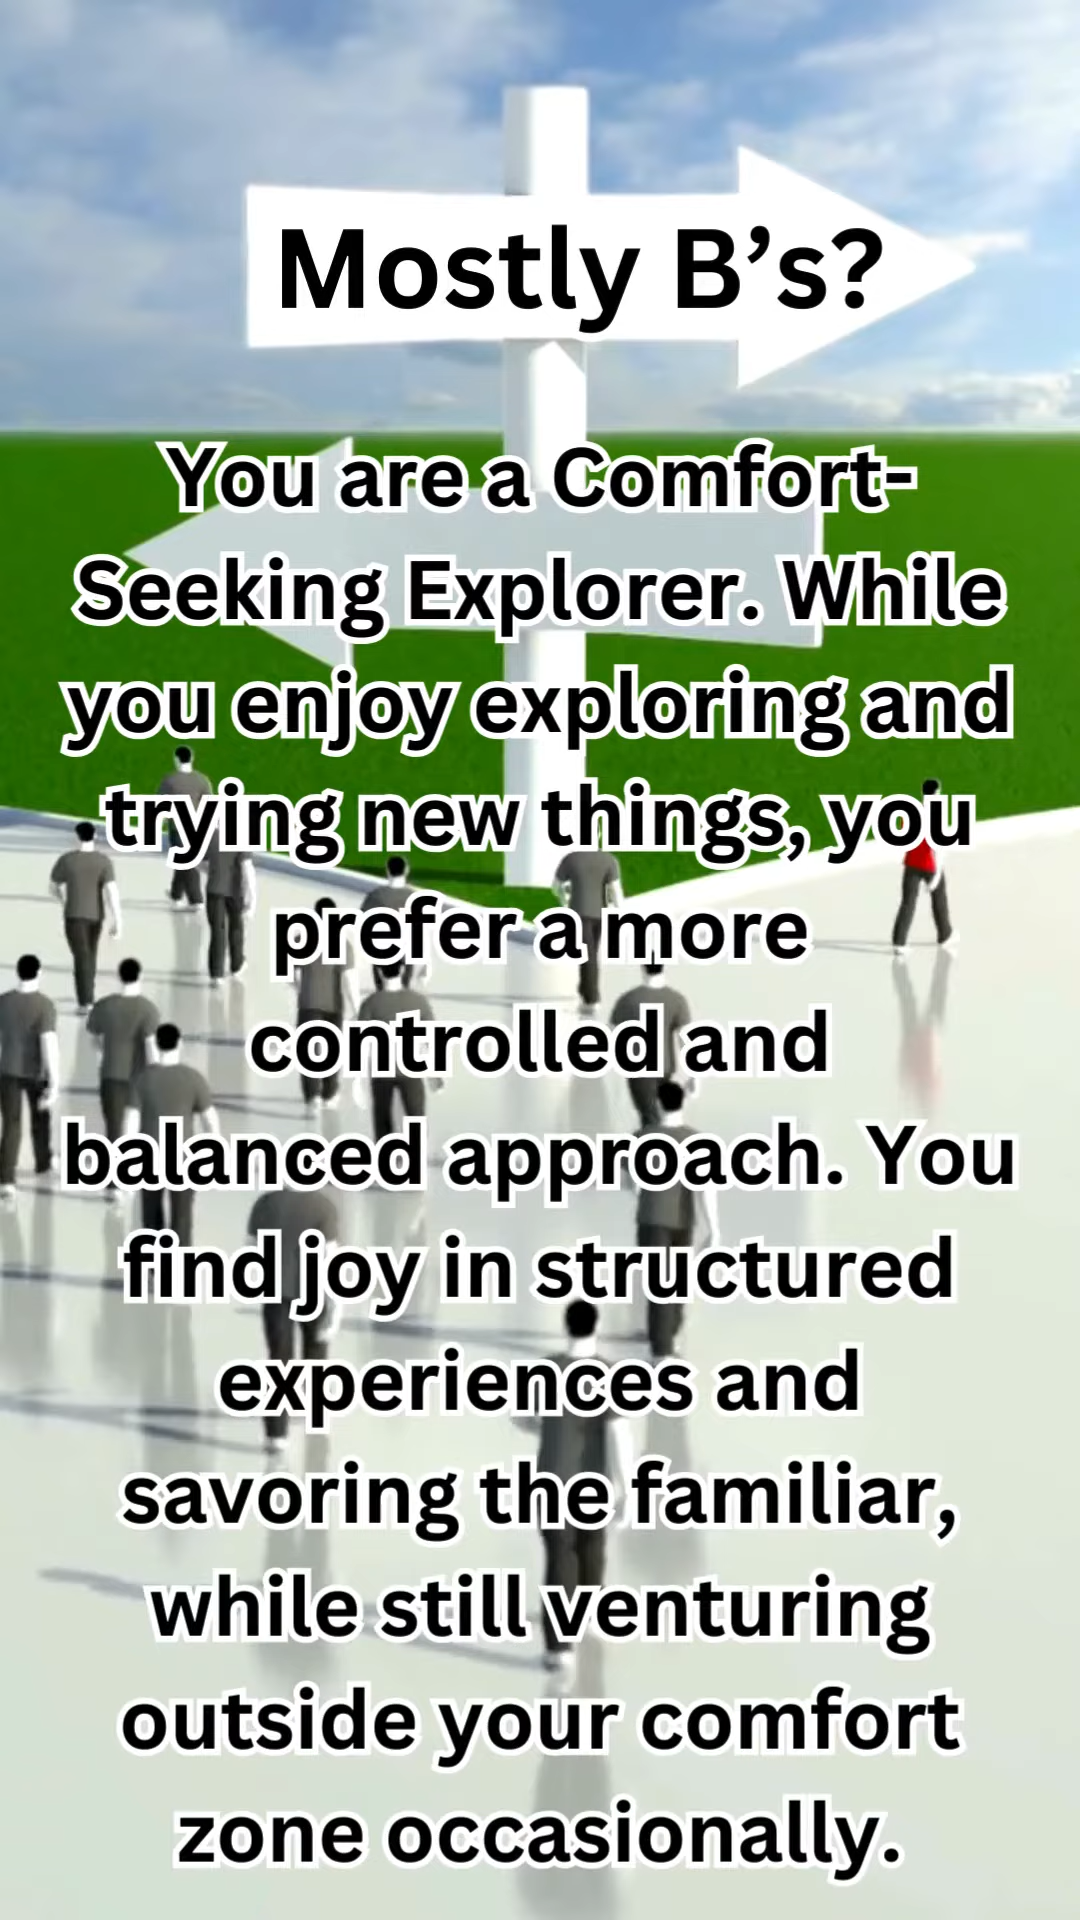 Mostly B’s?
You are a Comfort-
Seeking Explorer. While
you enjoy exploring and
trying new things, you
prefer a more
controlled and
balanced approach. You
find joy in structured
experiences and
savoring the familiar,
while still venturing
outside your comfort
zone occasionally.